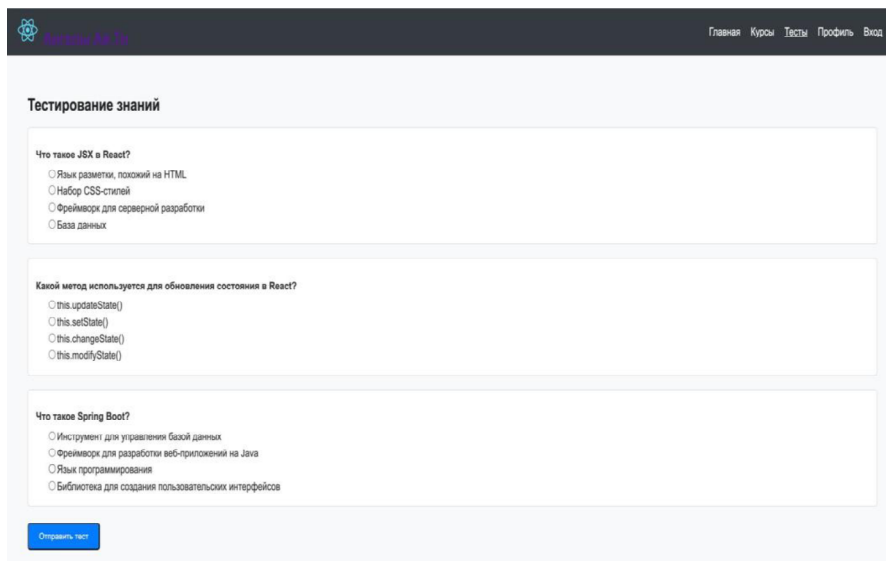 Главная Курсы Тесты Профиль Вход
Тестирование знаний
Что такое JSX в React?
Язык разметки, похожий на HTML
Набор CSS-стилей
Фреймворк для серверной разработки
База данных
Какой метод используется для обновления состояния в React?
this.updateState()
this.setState()
this.changeState()
this.modifyState()
Что такое Spring Boot?
Инструмент для управления базой данных
Фреймворк для разработки веб-приложений на Java
Язык программирования
Библиотека для создания пользовательских интерфейсов
Отправить тест